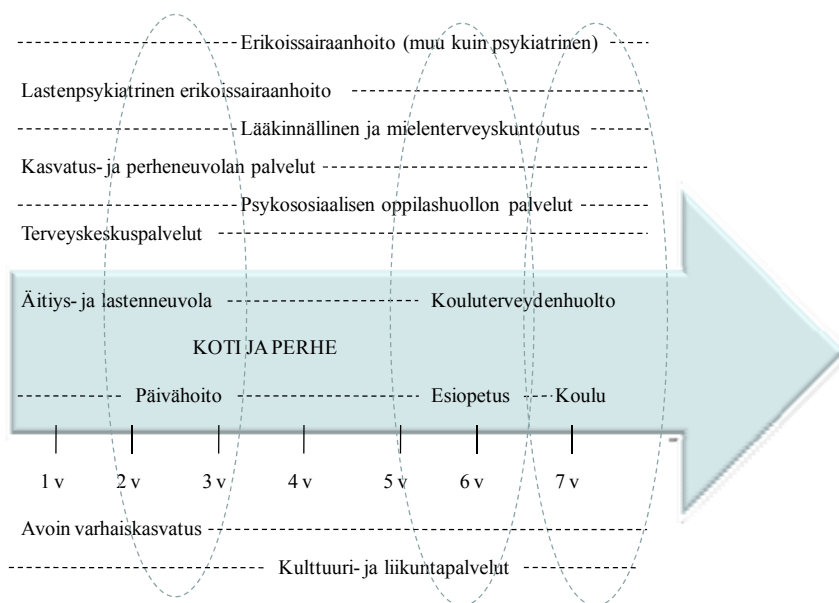 Erikoissairaanhoito (muu kuin psykiatrinen)
Lastenpsykiatrinen erikoissairaanhoito
Lääkinnällinen ja mielenterveyskuntoutus
Kasvatus- ja perheneuvolan palvelut
Psykososiaalisen oppilashuollon palvelut
Terveyskeskuspalvelut
Äitiys- ja lastenneuvola Kouluterveydenhuolto
KOTI JA PERHE
Päivähoito Esiopetus Koulu
1 v 2 v 3 v 4 v 5 v 6 v 7 v
Avoin varhaiskasvatus
Kulttuuri- ja liikuntapalvelut